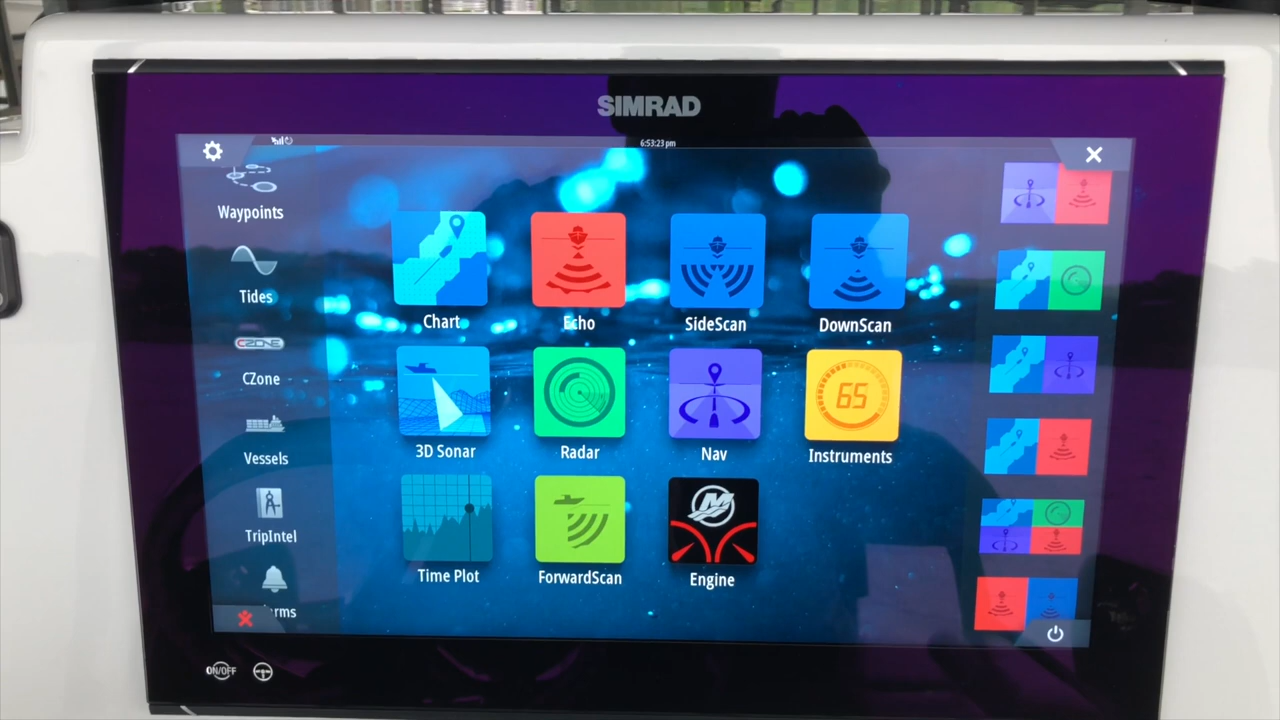 SIMRAD
6:53:23 pm
Waypoints
Tides
CZONE
CZone
Vessels
TripIntel
rms
Chart
Echo
SideScan
DownScan
3D Sonar
Radar
Nav
65
Instruments
Time Plot
ForwardScan
Engine
ON/OFF